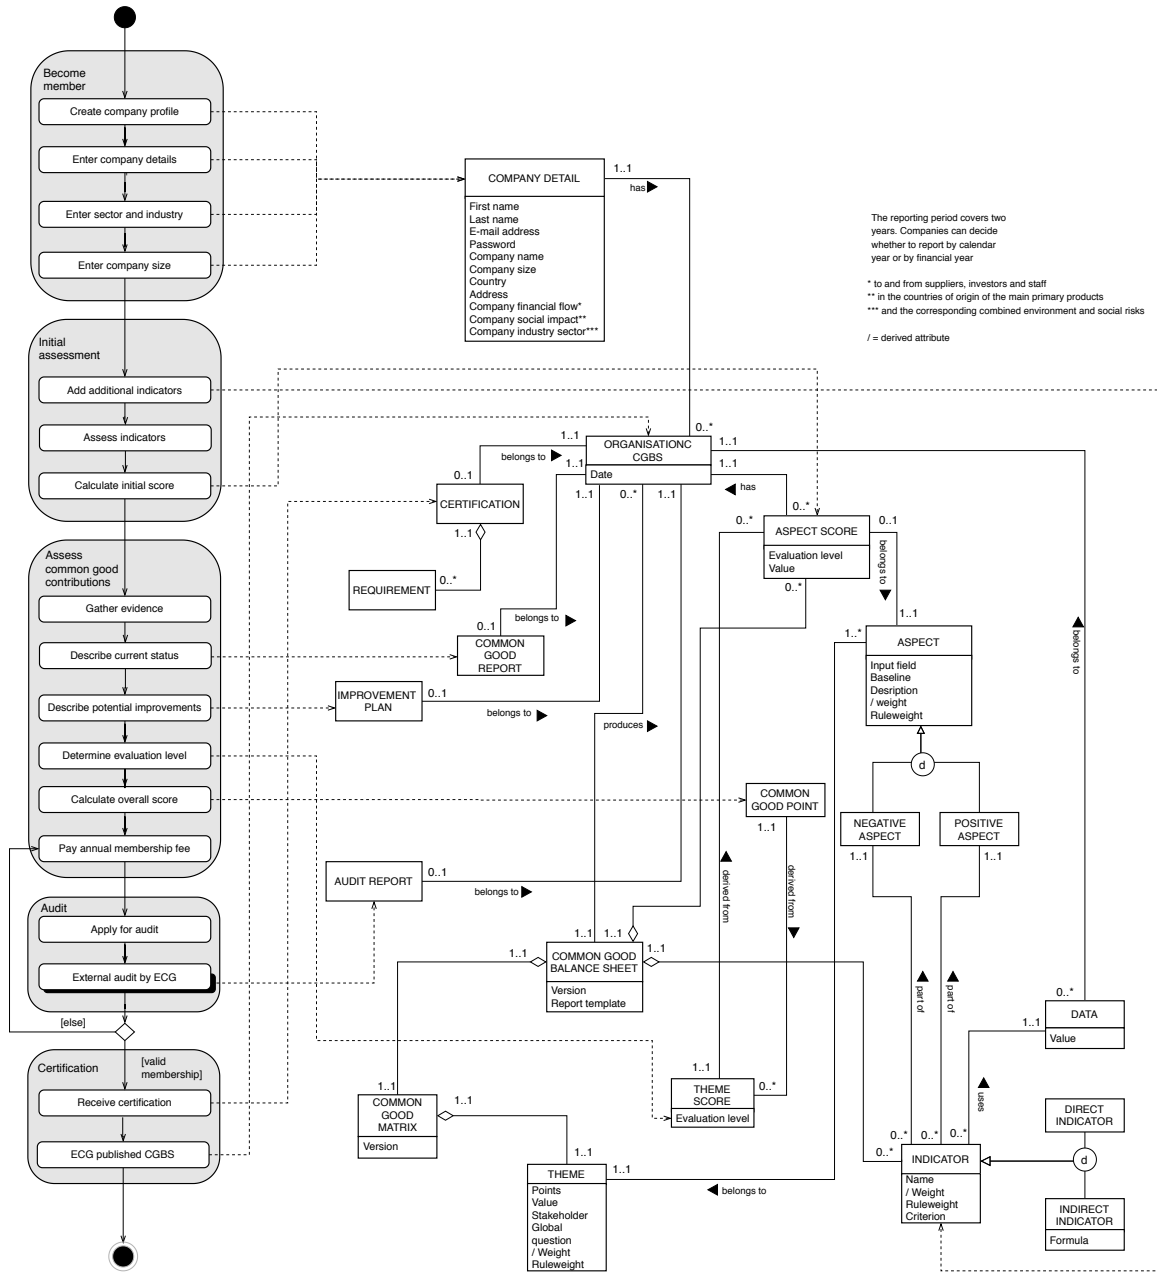 Become
member
Create company profile
Enter company details
Enter sector and industry
Enter company size
Initial
assessment
Add additional indicators
Assess indicators
Calculate initial score
Assess
common good
contributions
Gather evidence
Describe current status
Describe potential improvements
Determine evaluation level
Calculate overall score
Pay annual membership fee
Audit
Apply for audit
External audit by ECG
[else]
Certification
[valid
membership]
Receive certification
ECG published CGBS
COMPANY DETAIL
First name
Last name
E-mail address
Password
Company name
Company size
Country
Address
Company financial flow*
Company social impact**
Company industry sector***
1..1
has
0..*
The reporting period covers two
years. Companies can decide
whether to report by calendar
year or by financial year
* to and from suppliers, investors and staff
** in the countries of origin of the main primary products
*** and the corresponding combined environment and social risks
/ = derived attribute
ORGANISATIONC
CGBS
Date
1..1
1..1
1..1
1..1
1..1
0..*
1..1
belongs to
0..1
CERTIFICATION
1..1
0..*
REQUIREMENT
belongs to
0..1
COMMON
GOOD
REPORT
IMPROVEMENT
PLAN
0..1
belongs to
produces
has
0..*
ASPECT SCORE
Evaluation level
Value
0..*
0..1
0..*
belongs to
1..1
1..*
ASPECT
Input field
Baseline
Desription
/ weight
Ruleweight
d
NEGATIVE
ASPECT
POSITIVE
ASPECT
1..1
1..1
belongs to
COMMON
GOOD POINT
1..1
derived from
derived from
AUDIT REPORT
0..1
belongs to
1..1
1..1
1..1
1..1
COMMON GOOD
BALANCE SHEET
Version
Report template
part of
part of
0..*
DATA
Value
1..1
uses
1..1
0..*
THEME
SCORE
Evaluation level
1..1
COMMON
GOOD
MATRIX
Version
1..1
1..1
THEME
Points
Value
Stakeholder
Global
question
/ Weight
Ruleweight
1..1
belongs to
0..*
0..*
0..*
0..*
INDICATOR
Name
/ Weight
Ruleweight
Criterion
DIRECT
INDICATOR
d
INDIRECT
INDICATOR
Formula